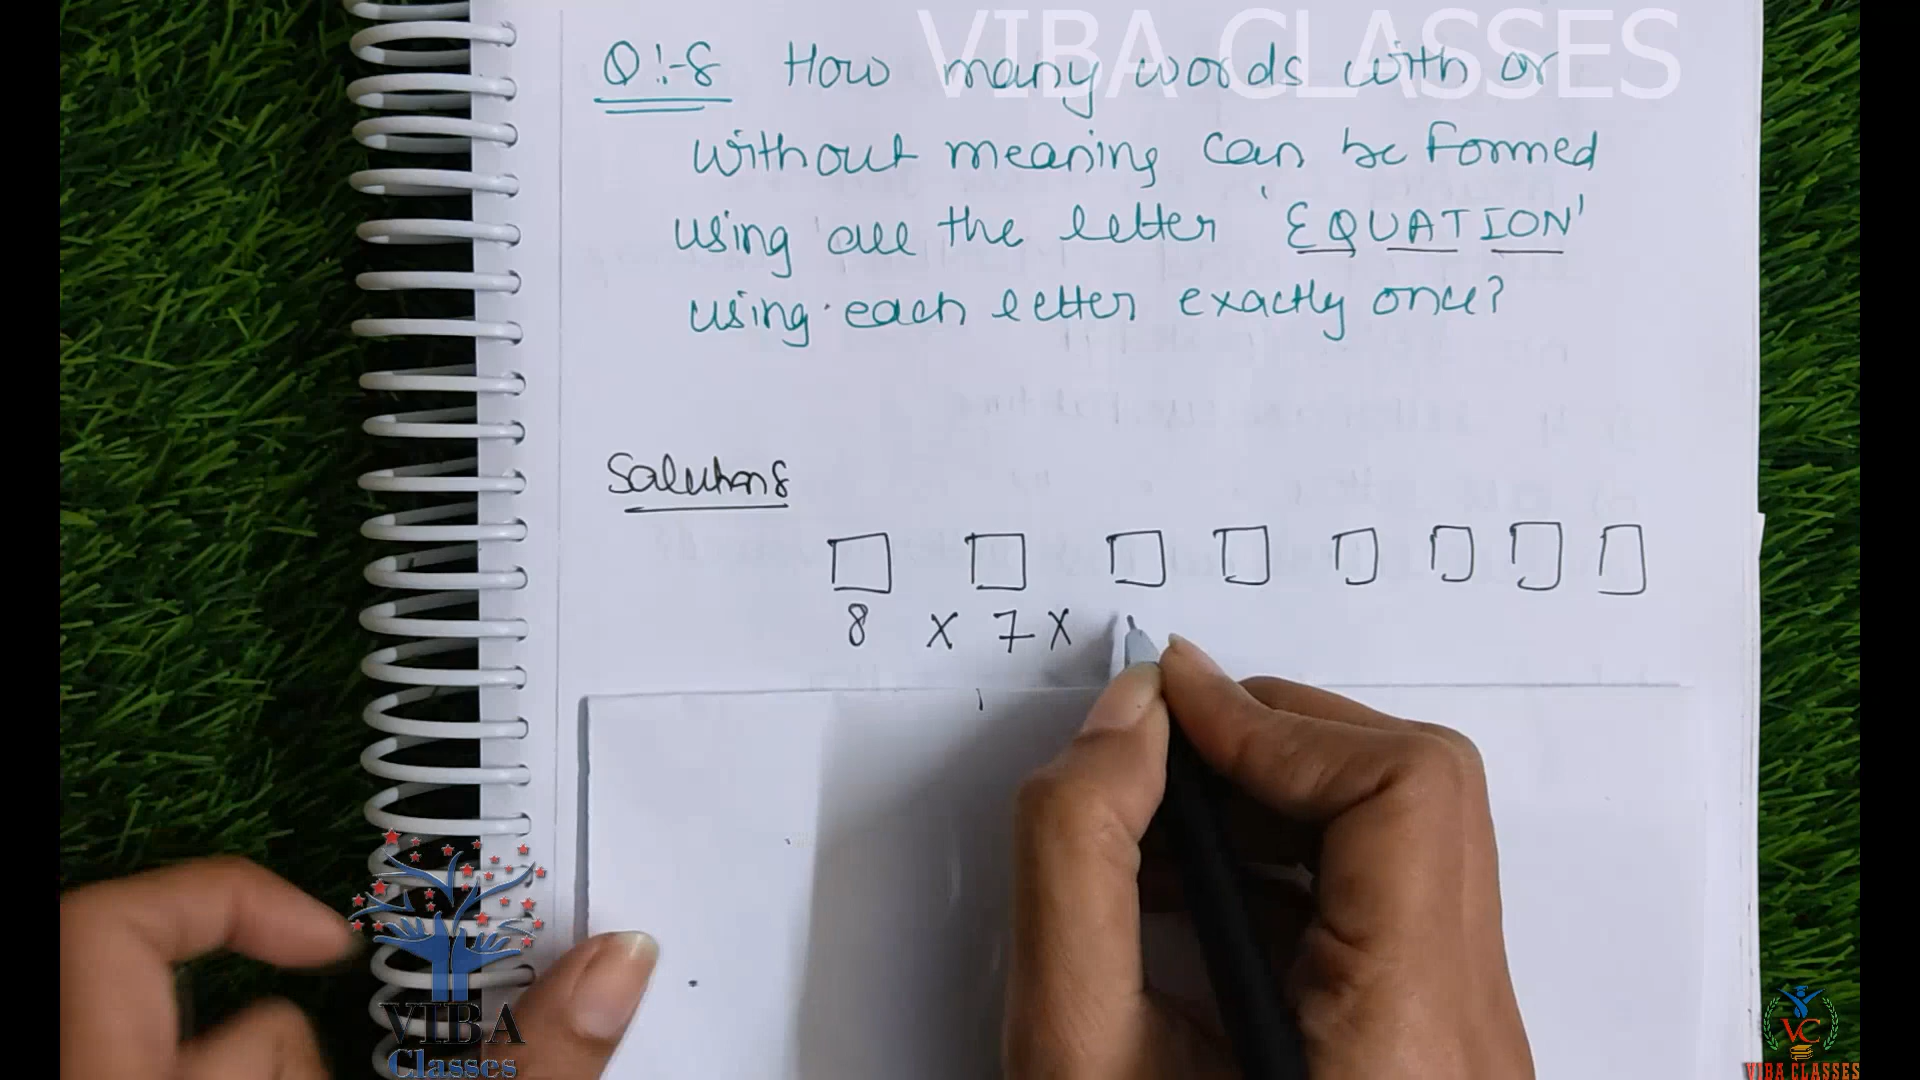 VIBA CLASSES
Q:-8 How many words with or
without meaning can be formed
using all the letter 'EQUATION'
using each letter exactly once?
Solutions
8 x 7 x
VIBA
Classes
VC
VIBA CLASSES